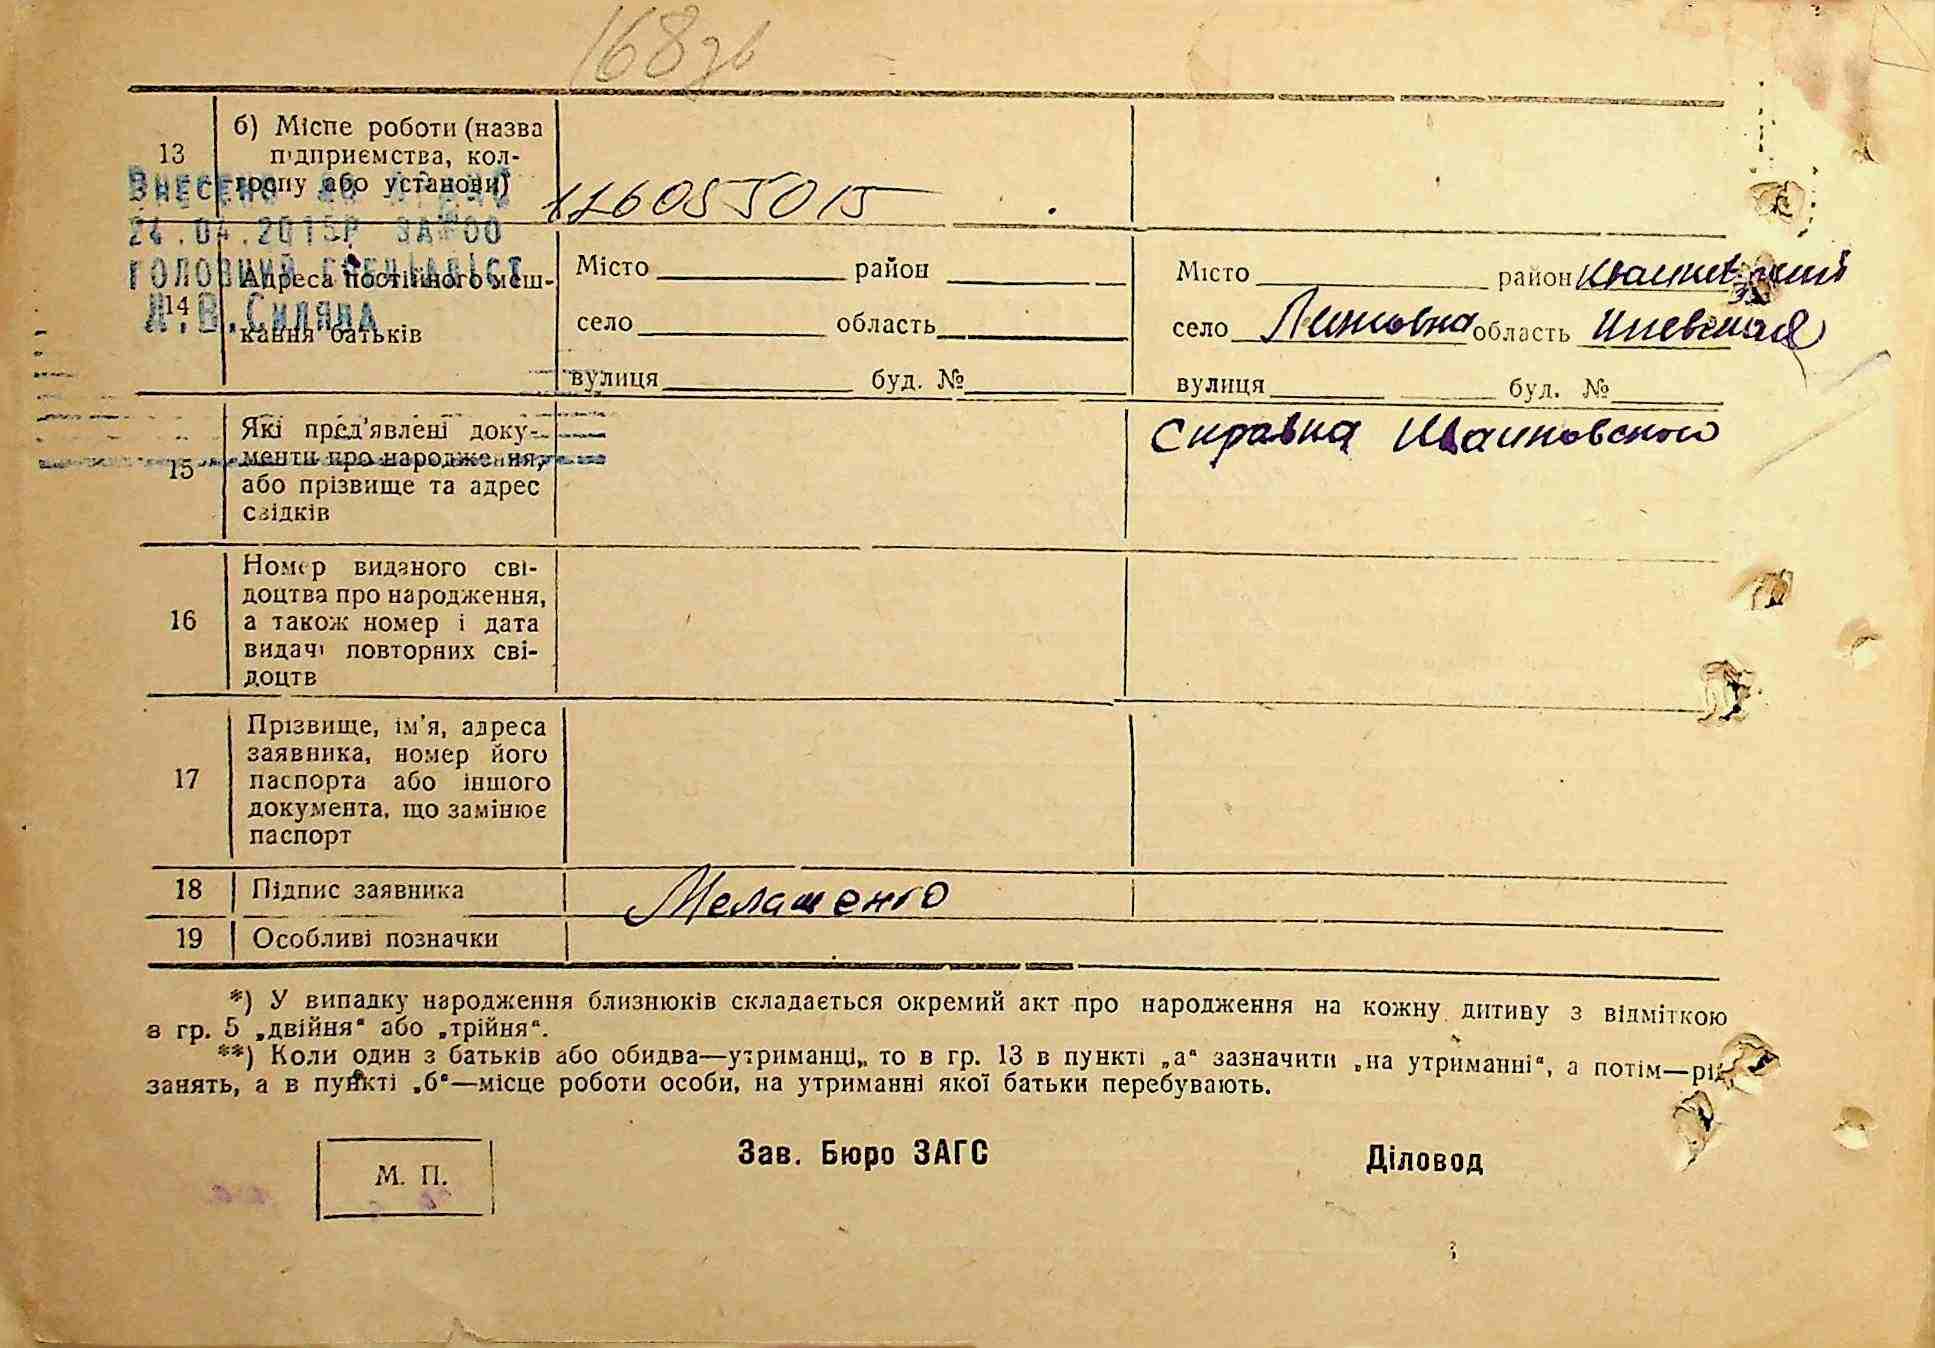 168зв
13
б) Місце роботи (назва
підприємства, кол-
госпу або установи)
ВНЕСЕНО ДО
24.04.2015Р ЗА №00
126055015
ГОЛОВНИЙ СПЕЦІАЛІСТ
14
Адреса постійного меш-
кання батьків
Місто район
село область
вулиця буд. №
Місто район
село область Киевская
вулиця буд. №
15
Які пред'явлені доку-
менти про народження,
або прізвище та адрес
свідків
Справка
16
Номер виданого сві-
доцтва про народження,
а також номер і дата
видачі повторних сві-
доцтв
17
Прізвище, ім'я, адреса
заявника, номер його
паспорта або іншого
документа, що замінює
паспорт
18
Підпис заявника
Мелашенко
19
Особливі позначки
*) У випадку народження близнюків складається окремий акт про народження на кожну дитину з відміткою
в гр. 5 „двійня“ або „трійня“.
**) Коли один з батьків або обидва—утриманці„ то в гр. 13 в пункті „а“ зазначити „на утриманні“, а потім—рід
занять, а в пункті „б“—місце роботи особи, на утриманні якої батьки перебувають.
М. П.
Зав. Бюро ЗАГС
Діловод